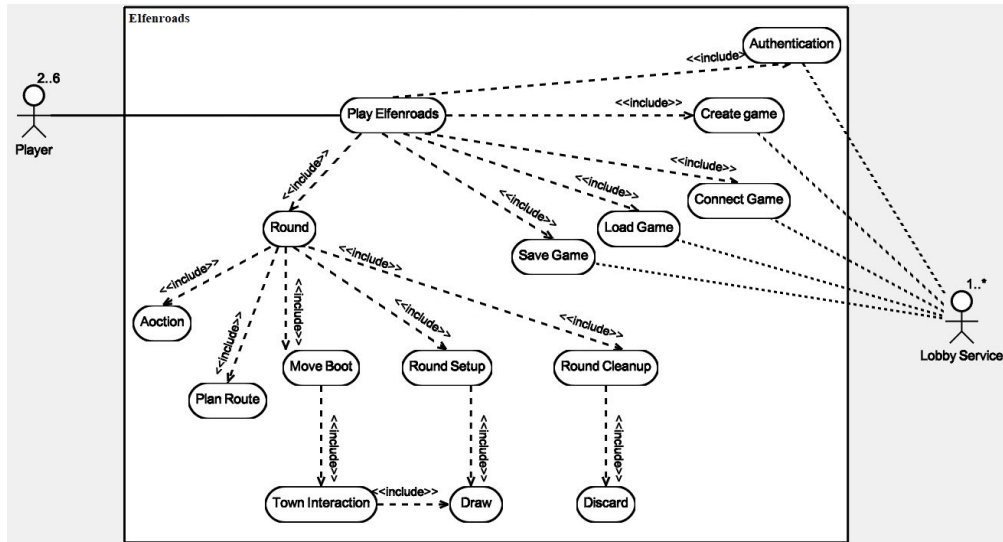 Elfenroads
Authentication
<<include>>
2..6
Play Elfenroads
<<include>>
Create game
Player
<<include>>
<<include>>
Connect Game
<<include>>
<<include>>
Round
Load Game
Save Game
<<include>>
<<include>>
<<include>>
<<include>>
1..*
Aoction
<<include>>
<<include>>
Lobby Service
Move Boot
Round Setup
Round Cleanup
Plan Route
<<include>>
<<include>>
<<include>>
<<include>>
Town Interaction
Draw
Discard